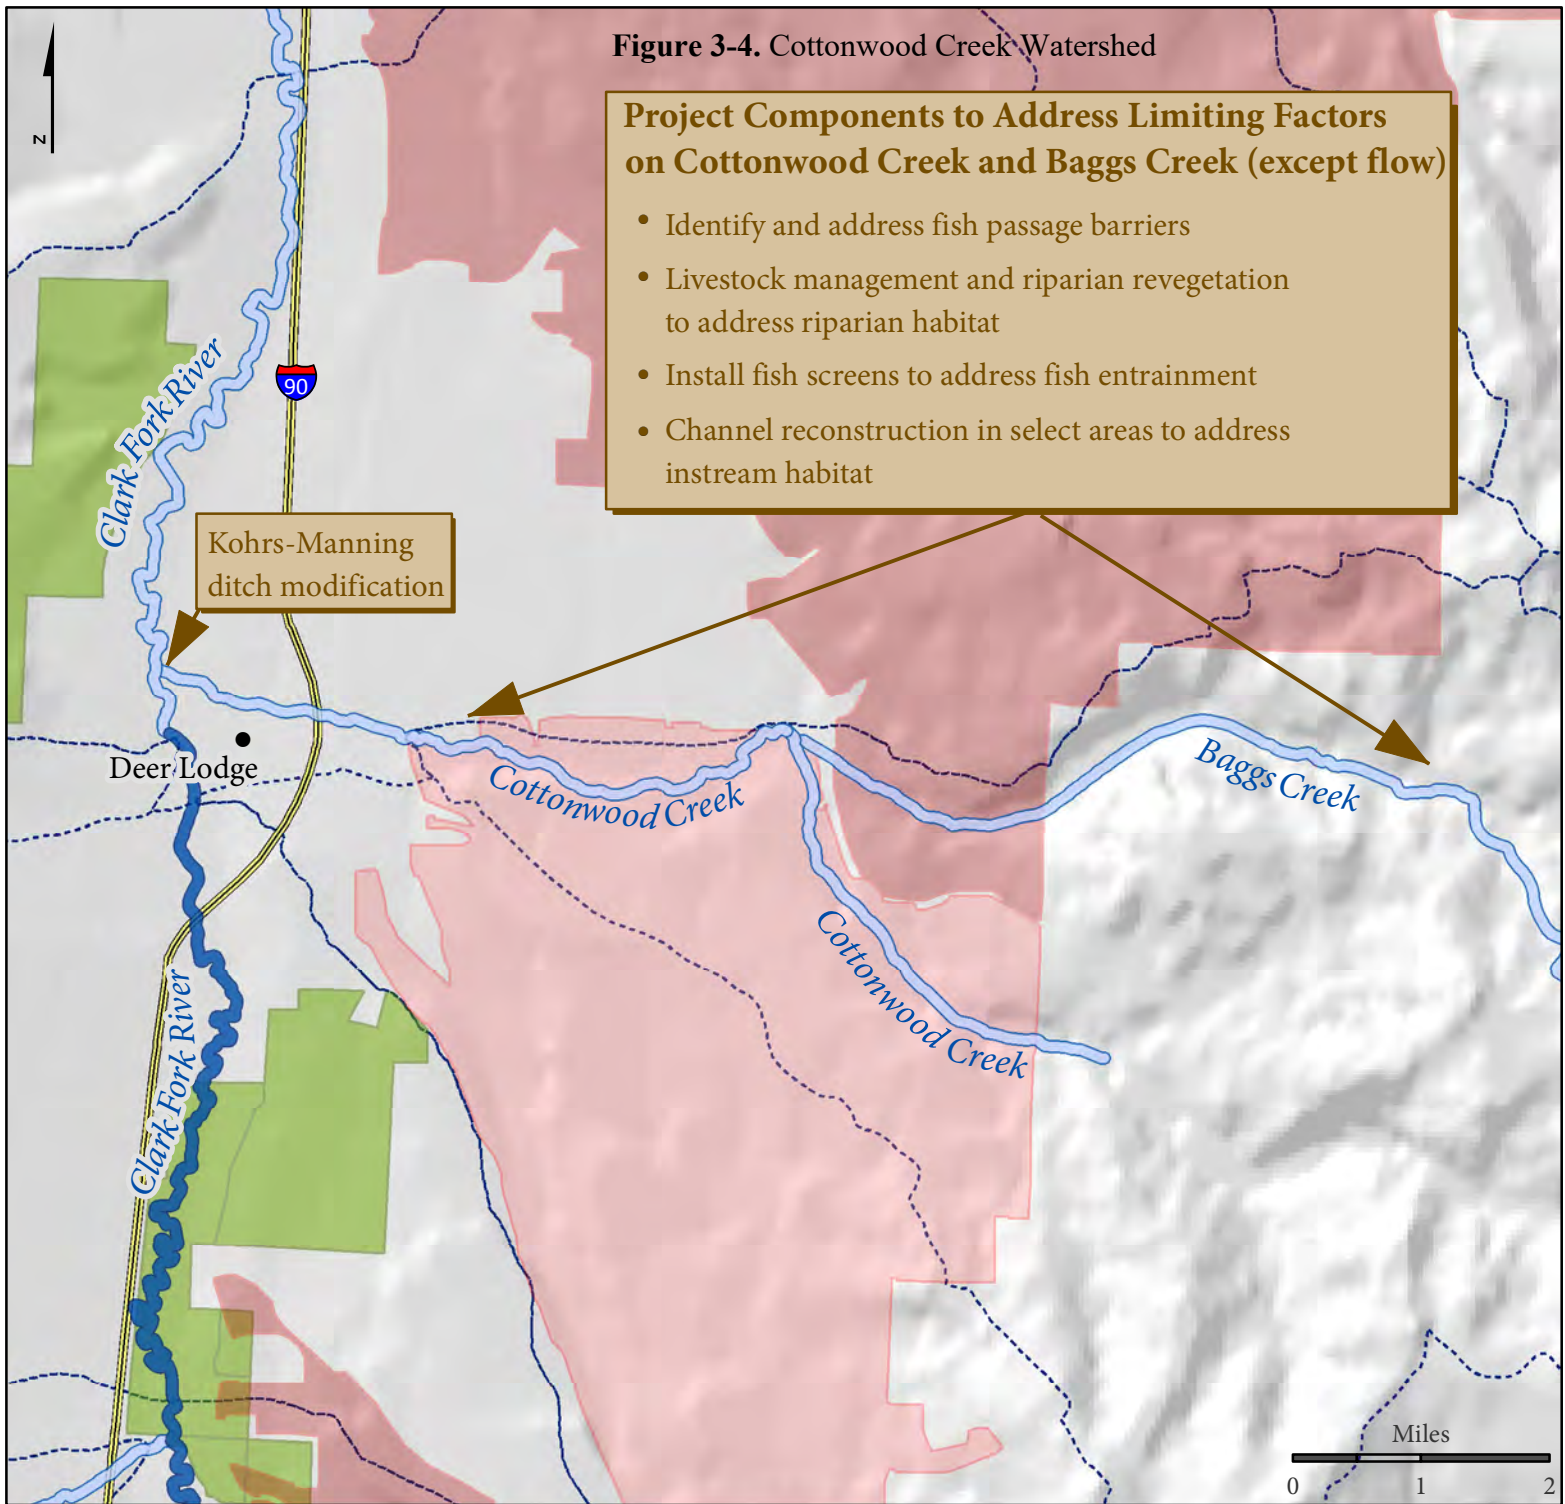 Figure 3-4. Cottonwood Creek Watershed
Project Components to Address Limiting Factors
on Cottonwood Creek and Baggs Creek (except flow)
• Identify and address fish passage barriers
• Livestock management and riparian revegetation
to address riparian habitat
• Install fish screens to address fish entrainment
• Channel reconstruction in select areas to address
instream habitat
N
90
Clark Fork River
Kohrs-Manning
ditch modification
Deer Lodge
Cottonwood Creek
Baggs Creek
Cottonwood Creek
Clark Fork River
Miles
0 1 2